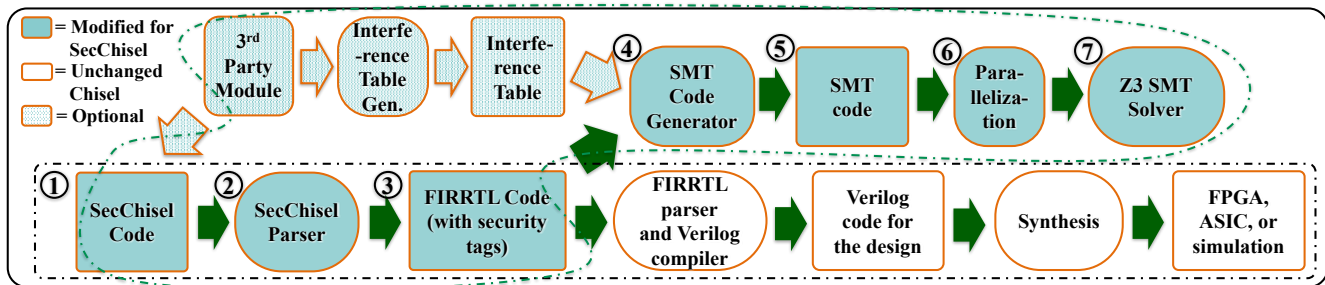 = Modified for
SecChisel
= Unchanged
Chisel
= Optional
3rd
Party
Module
Interfe
-rence
Table
Gen.
Interfe-
rence
Table
④
SMT
Code
Generator
⑤
SMT
code
⑥
Para-
lleliza-
tion
⑦
Z3 SMT
Solver
①
SecChisel
Code
②
SecChisel
Parser
③
FIRRTL Code
(with security
tags)
FIRRTL
parser
and Verilog
compiler
Verilog
code for
the design
Synthesis
FPGA,
ASIC, or
simulation